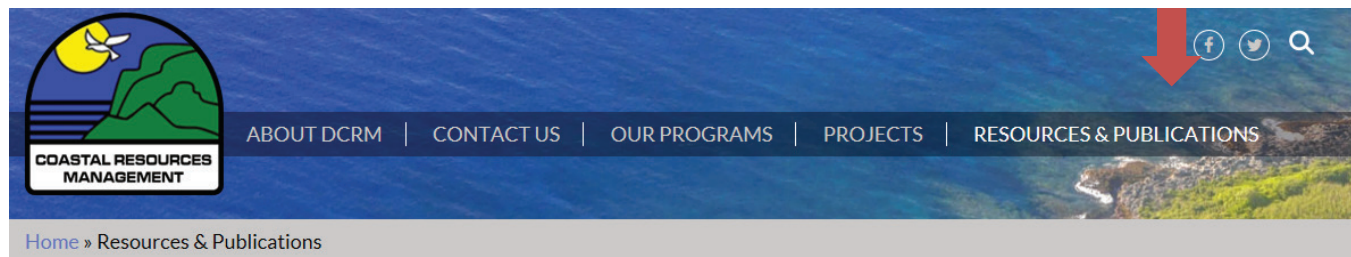 ABOUT DCRM | CONTACT US | OUR PROGRAMS | PROJECTS | RESOURCES & PUBLICATIONS
COASTAL RESOURCES
MANAGEMENT
Home » Resources & Publications